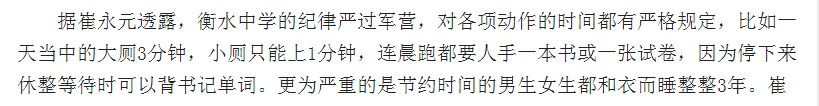 据崔永元透露，衡水中学的纪律严过军营，对各项动作的时间都有严格规定，比如一
天当中的大厕3分钟，小厕只能上1分钟，连晨跑都要人手一本书或一张试卷，因为停下来
休整等待时可以背书记单词。更为严重的是节约时间的男生女生都和衣而睡整整3年。崔